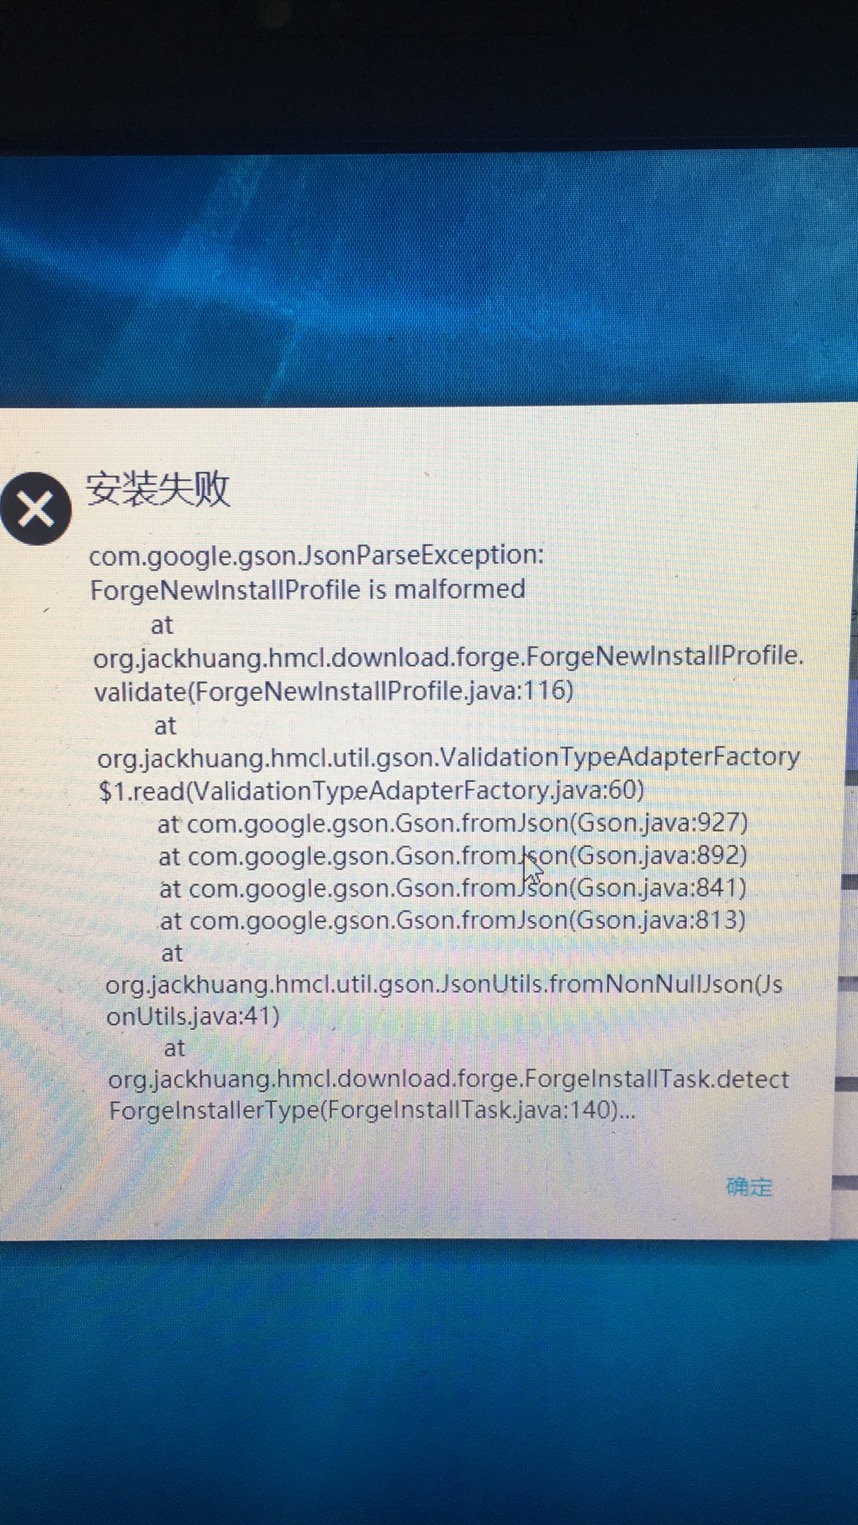 安装失败
com.google.gson.JsonParseException:
ForgeNewInstallProfile is malformed
at
org.jackhuang.hmcl.download.forge.ForgeNewInstallProfile.
validate(ForgeNewInstallProfile.java:116)
at
org.jackhuang.hmcl.util.gson.ValidationTypeAdapterFactory
$1.read(ValidationTypeAdapterFactory.java:60)
at com.google.gson.Gson.fromJson(Gson.java:927)
at com.google.gson.Gson.fromJson(Gson.java:892)
at com.google.gson.Gson.fromJson(Gson.java:841)
at com.google.gson.Gson.fromJson(Gson.java:813)
at
org.jackhuang.hmcl.util.gson.JsonUtils.fromNonNullJson(Js
onUtils.java:41)
at
org.jackhuang.hmcl.download.forge.ForgeInstallTask.detect
ForgeInstallerType(ForgeInstallTask.java:140)...
确定